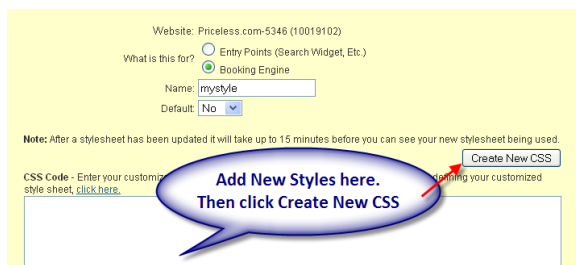 Website: Priceless.com-5346 (10019102)
What is this for? Entry Points (Search Widget, Etc.)
Booking Engine
Name: mystyle
Default: No
Note: After a stylesheet has been updated it will take up to 15 minutes before you can see your new stylesheet being used.
Create New CSS
CSS Code - Enter your customiz defining your customized
style sheet, click here.
Add New Styles here.
Then click Create New CSS